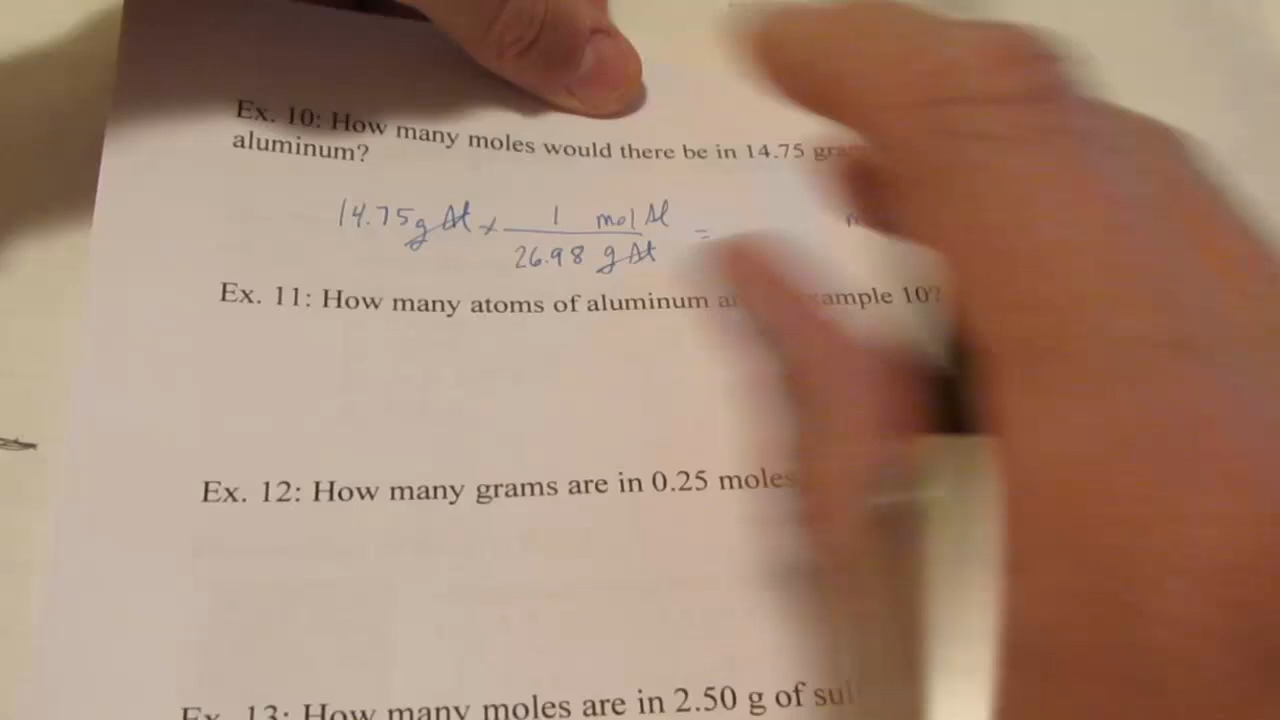 Ex. 10: How many moles would there be in 14.75
aluminum?
14.75 g Al x 1 mol Al =
26.98 g Al
Ex. 11: How many atoms of aluminum 10?
Ex. 12: How many grams are in 0.25 moles
Ex. 13: How many moles are in 2.50 g of